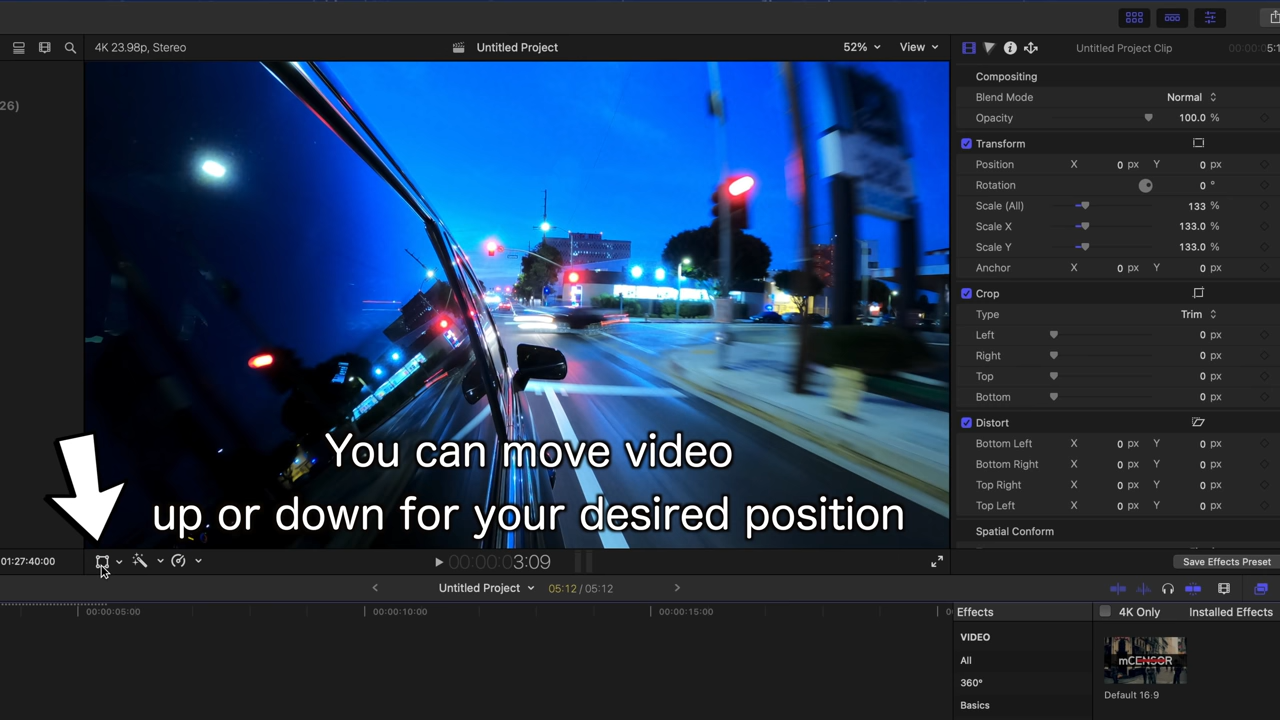 4K 23.98p, Stereo
Untitled Project
52%
View
Untitled Project Clip
00:00:05:1
26)
Compositing
Blend Mode Normal
Opacity 100.0 %
Transform
Position X 0 px Y 0 px
Rotation 0 °
Scale (All) 133 %
Scale X 133.0 %
Scale Y 133.0 %
Anchor X 0 px Y 0 px
Crop
Type Trim
Left 0 px
Right 0 px
Top 0 px
Bottom 0 px
Distort
Bottom Left X 0 px Y 0 px
Bottom Right X 0 px Y 0 px
Top Right X 0 px Y 0 px
Top Left X 0 px Y 0 px
Spatial Conform
You can move video
up or down for your desired position
01:27:40:00
00:00:03:09
Save Effects Preset
Untitled Project
05:12 / 05:12
00:00:05:00
00:00:10:00
00:00:15:00
Effects
4K Only
Installed Effects
VIDEO
All
360°
Basics
mCENSOR
Default 16:9